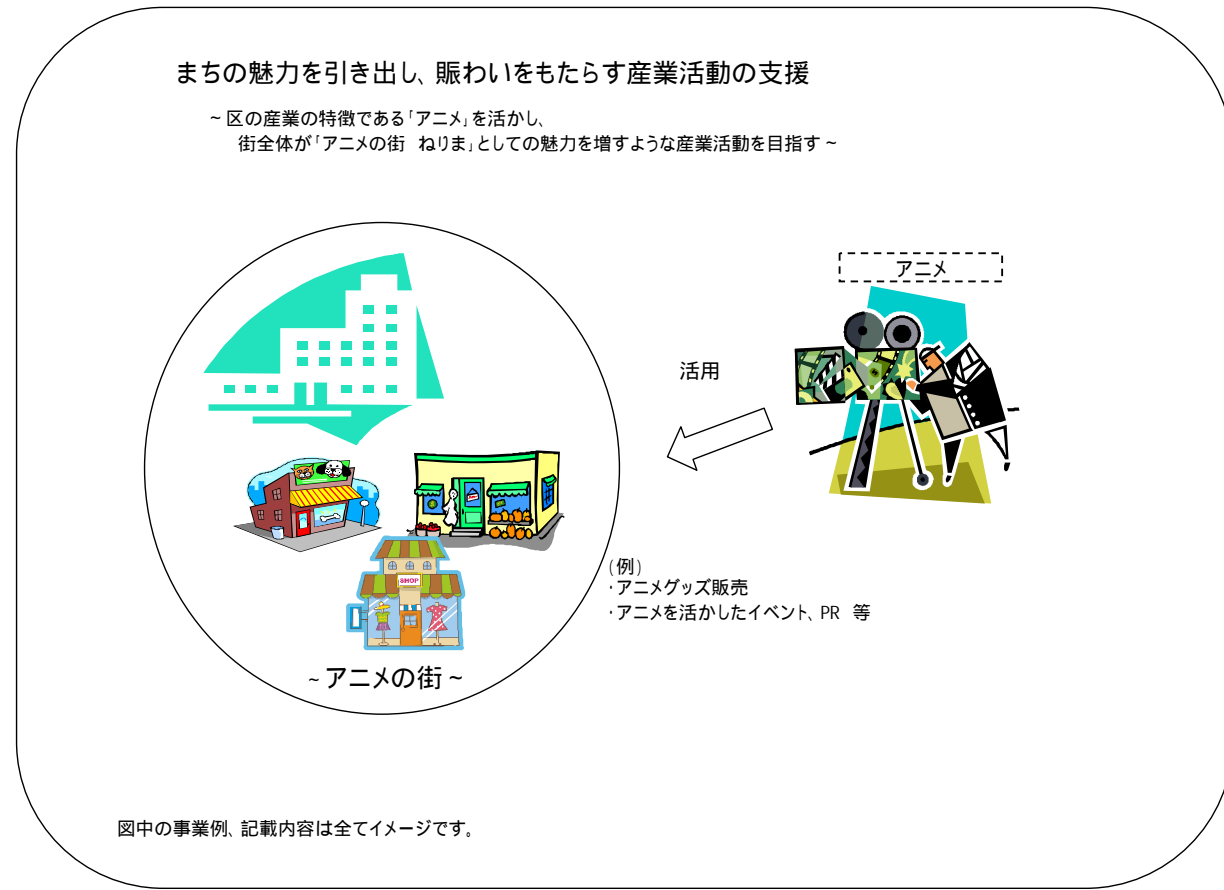 まちの魅力を引き出し、賑わいをもたらす産業活動の支援
~区の産業の特徴である「アニメ」を活かし、
街全体が「アニメの街　ねりま」としての魅力を増すような産業活動を目指す~
アニメ
活用
SHOP
(例)
・アニメグッズ販売
・アニメを活かしたイベント、PR　等
~アニメの街~
図中の事業例、記載内容は全てイメージです。